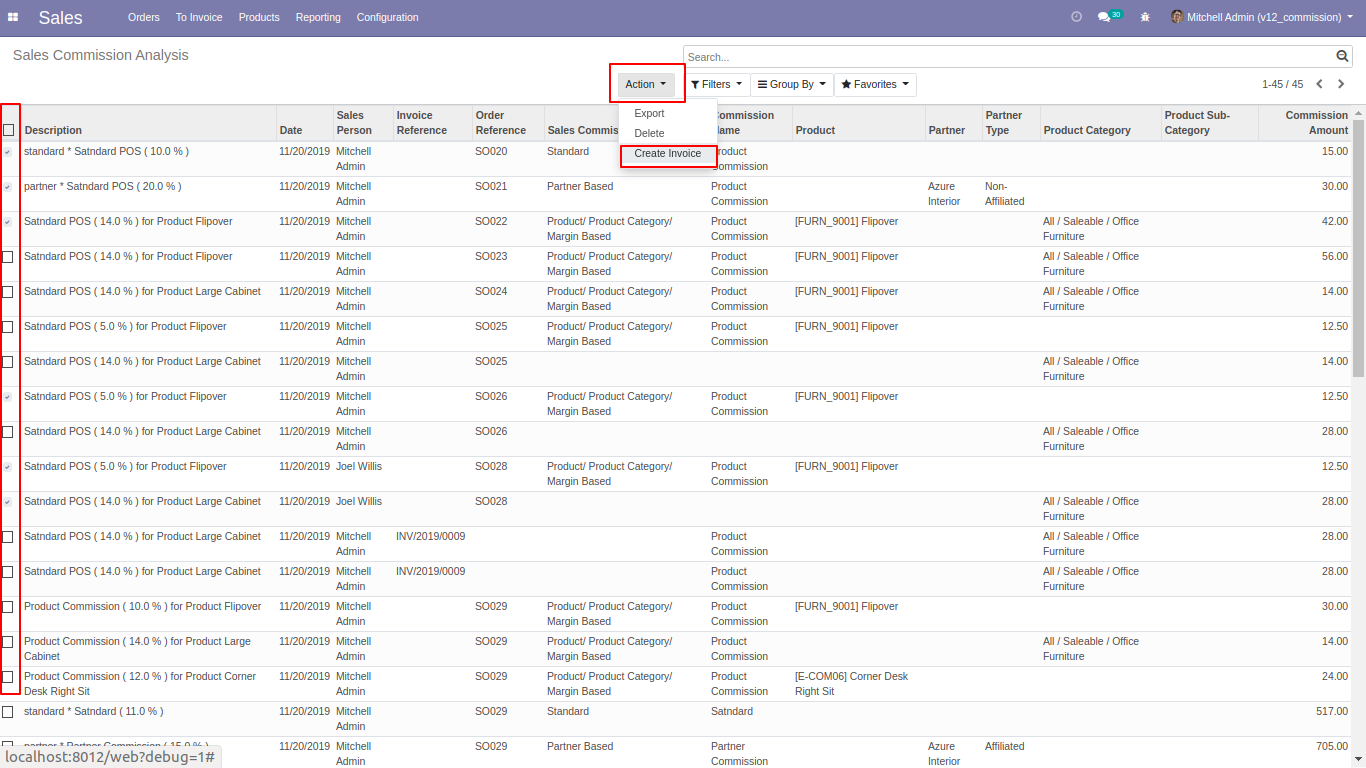 Sales Orders To Invoice Products Reporting Configuration 30 Mitchell Admin (v12_commission)
Sales Commission Analysis
Search...
Action Filters Group By Favorites 1-45 / 45
Export
Delete
Create Invoice
Description Date Sales Person Invoice Reference Order Reference Sales Commis ommission ame Product Partner Partner Type Product Category Product Sub-Category Commission Amount
standard * Satndard POS ( 10.0 % ) 11/20/2019 Mitchell Admin SO020 Standard roduct ommission 15.00
partner * Satndard POS ( 20.0 % ) 11/20/2019 Mitchell Admin SO021 Partner Based Product Commission Azure Interior Non-Affiliated 30.00
Satndard POS ( 14.0 % ) for Product Flipover 11/20/2019 Mitchell Admin SO022 Product/ Product Category/ Margin Based Product Commission [FURN_9001] Flipover All / Saleable / Office Furniture 42.00
Satndard POS ( 14.0 % ) for Product Flipover 11/20/2019 Mitchell Admin SO023 Product/ Product Category/ Margin Based Product Commission [FURN_9001] Flipover All / Saleable / Office Furniture 56.00
Satndard POS ( 14.0 % ) for Product Large Cabinet 11/20/2019 Mitchell Admin SO024 Product/ Product Category/ Margin Based Product Commission [FURN_9001] Flipover All / Saleable / Office Furniture 14.00
Satndard POS ( 5.0 % ) for Product Flipover 11/20/2019 Mitchell Admin SO025 Product/ Product Category/ Margin Based Product Commission [FURN_9001] Flipover 12.50
Satndard POS ( 14.0 % ) for Product Large Cabinet 11/20/2019 Mitchell Admin SO025 All / Saleable / Office Furniture 14.00
Satndard POS ( 5.0 % ) for Product Flipover 11/20/2019 Mitchell Admin SO026 Product/ Product Category/ Margin Based Product Commission [FURN_9001] Flipover 12.50
Satndard POS ( 14.0 % ) for Product Large Cabinet 11/20/2019 Mitchell Admin SO026 All / Saleable / Office Furniture 28.00
Satndard POS ( 5.0 % ) for Product Flipover 11/20/2019 Joel Willis SO028 Product/ Product Category/ Margin Based Product Commission [FURN_9001] Flipover 12.50
Satndard POS ( 14.0 % ) for Product Large Cabinet 11/20/2019 Joel Willis SO028 All / Saleable / Office Furniture 28.00
Satndard POS ( 14.0 % ) for Product Large Cabinet 11/20/2019 Mitchell Admin INV/2019/0009 Product Commission All / Saleable / Office Furniture 28.00
Satndard POS ( 14.0 % ) for Product Large Cabinet 11/20/2019 Mitchell Admin INV/2019/0009 Product Commission All / Saleable / Office Furniture 28.00
Product Commission ( 10.0 % ) for Product Flipover 11/20/2019 Mitchell Admin SO029 Product/ Product Category/ Margin Based Product Commission [FURN_9001] Flipover 30.00
Product Commission ( 14.0 % ) for Product Large Cabinet 11/20/2019 Mitchell Admin SO029 Product/ Product Category/ Margin Based Product Commission All / Saleable / Office Furniture 14.00
Product Commission ( 12.0 % ) for Product Corner Desk Right Sit 11/20/2019 Mitchell Admin SO029 Product/ Product Category/ Margin Based Product Commission [E-COM06] Corner Desk Right Sit 24.00
standard * Satndard ( 11.0 % ) 11/20/2019 Mitchell Admin SO029 Standard Satndard 517.00
partner * Partner Commission ( 15.0 % ) 11/20/2019 Mitchell Admin SO029 Partner Based Partner Commission Azure Interior Affiliated 705.00
localhost:8012/web?debug=1#